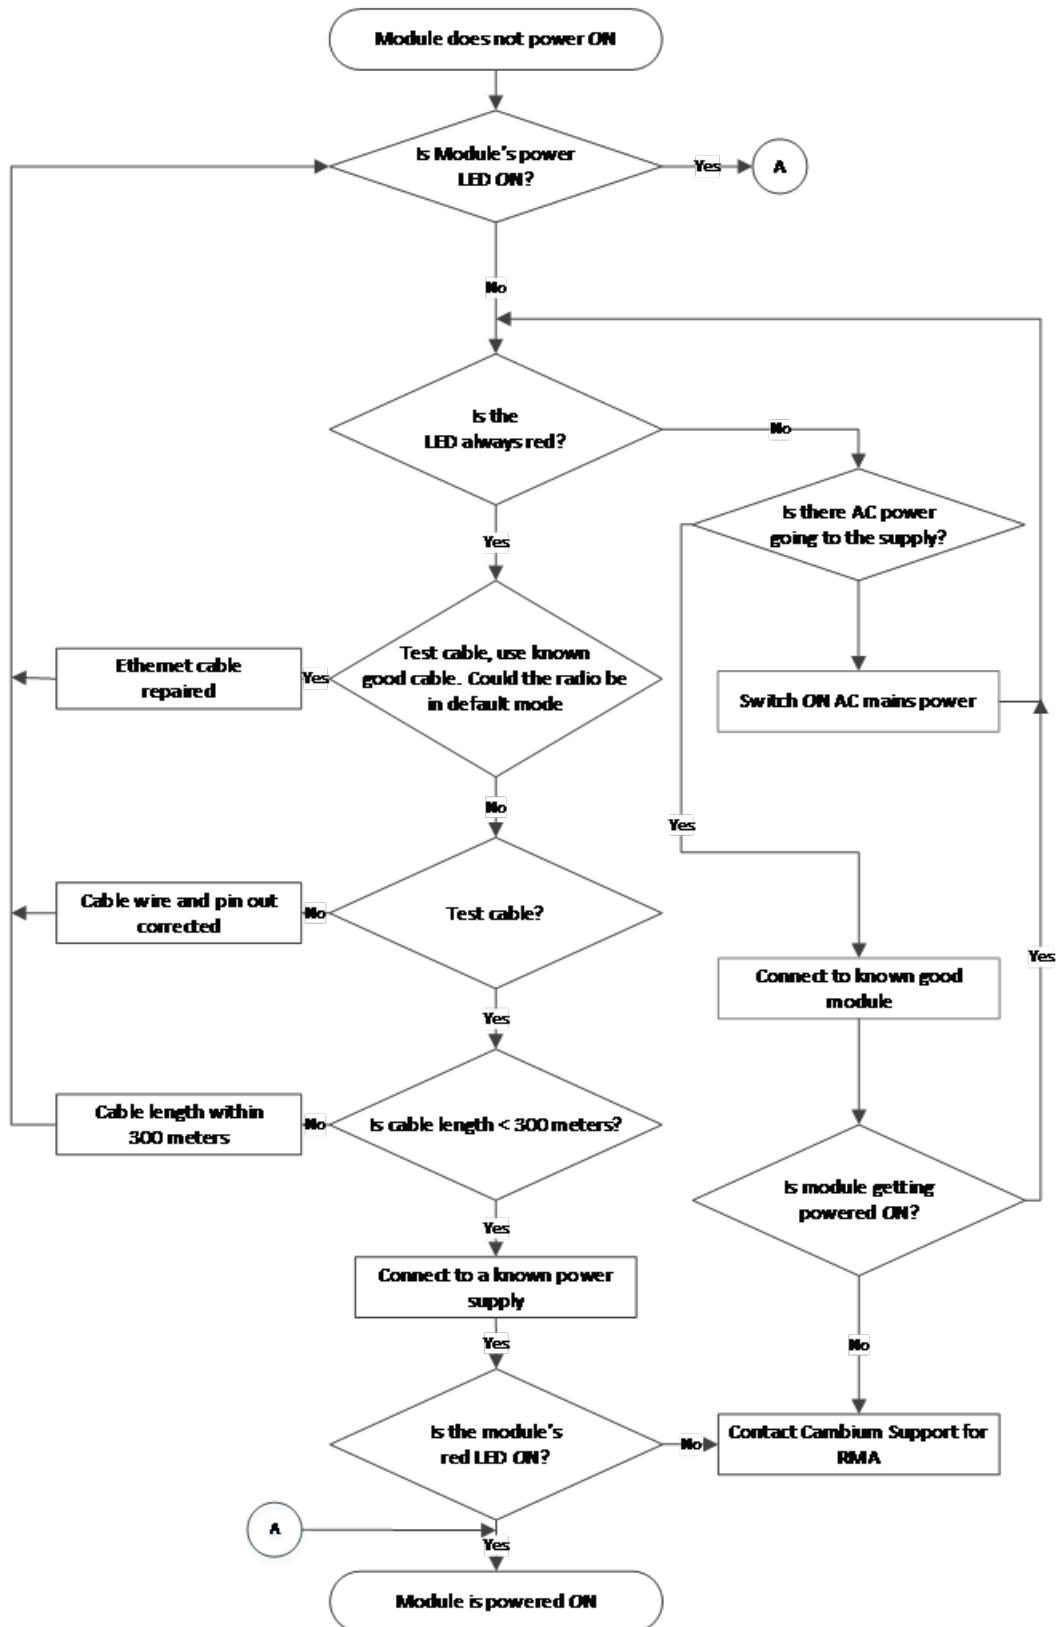 Module does not power ON
Is Module's power
LED ON?
Yes
A
No
Is the
LED always red?
No
Is there AC power
going to the supply?
Yes
Test cable, use known
good cable. Could the radio be
in default mode
Yes
Ethernet cable
repaired
Switch ON AC mains power
No
Yes
Test cable?
No
Cable wire and pin out
corrected
Yes
Connect to known good
module
Yes
Is cable length < 300 meters?
No
Cable length within
300 meters
Is module getting
powered ON?
Yes
Connect to a known power
supply
Yes
No
Is the module's
red LED ON?
No
Contact Cambium Support for
RMA
A
Yes
Module is powered ON